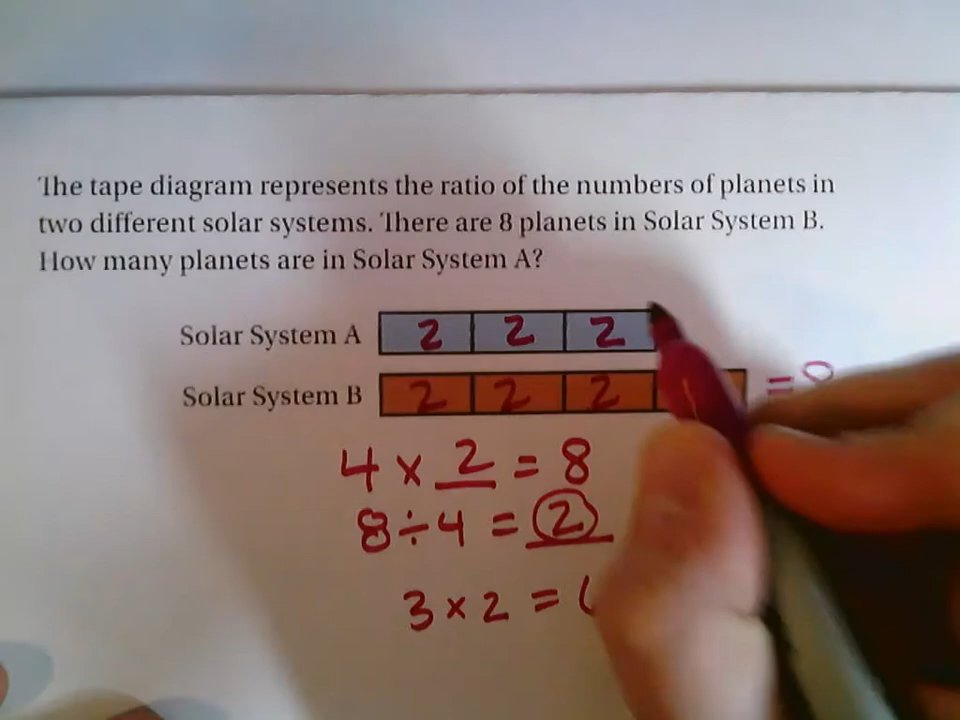 The tape diagram represents the ratio of the numbers of planets in
two different solar systems. There are 8 planets in Solar System B.
How many planets are in Solar System A?
Solar System A 2 2 2
Solar System B 2 2 2 =
4 × 2 = 8
8 ÷ 4 = 2
3 × 2 =